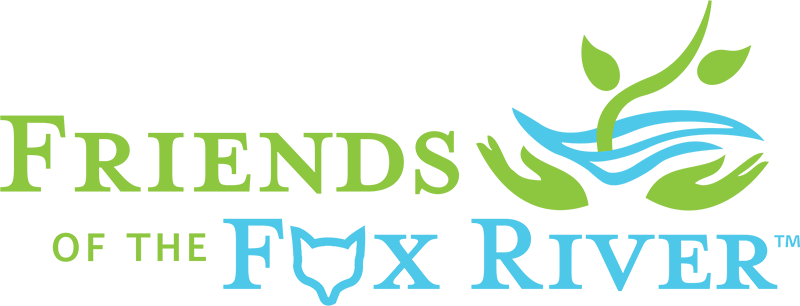 FRIENDS
OF THE FOX RIVER™